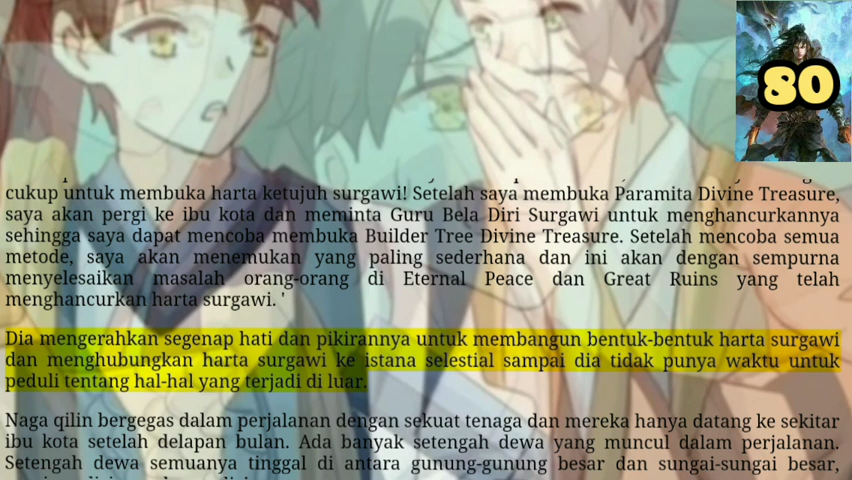 80
cukup untuk membuka harta ketujuh surgawi! Setelah saya membuka Paramita Divine Treasure,
saya akan pergi ke ibu kota dan meminta Guru Bela Diri Surgawi untuk menghancurkannya
sehingga saya dapat mencoba membuka Builder Tree Divine Treasure. Setelah mencoba semua
metode, saya akan menemukan yang paling sederhana dan ini akan dengan sempurna
menyelesaikan masalah orang-orang di Eternal Peace dan Great Ruins yang telah
menghancurkan harta surgawi. '
Dia mengerahkan segenap hati dan pikirannya untuk membangun bentuk-bentuk harta surgawi
dan menghubungkan harta surgawi ke istana selestial sampai dia tidak punya waktu untuk
peduli tentang hal-hal yang terjadi di luar.
Naga qilin bergegas dalam perjalanan dengan sekuat tenaga dan mereka hanya datang ke sekitar
ibu kota setelah delapan bulan. Ada banyak setengah dewa yang muncul dalam perjalanan.
Setengah dewa semuanya tinggal di antara gunung-gunung besar dan sungai-sungai besar,